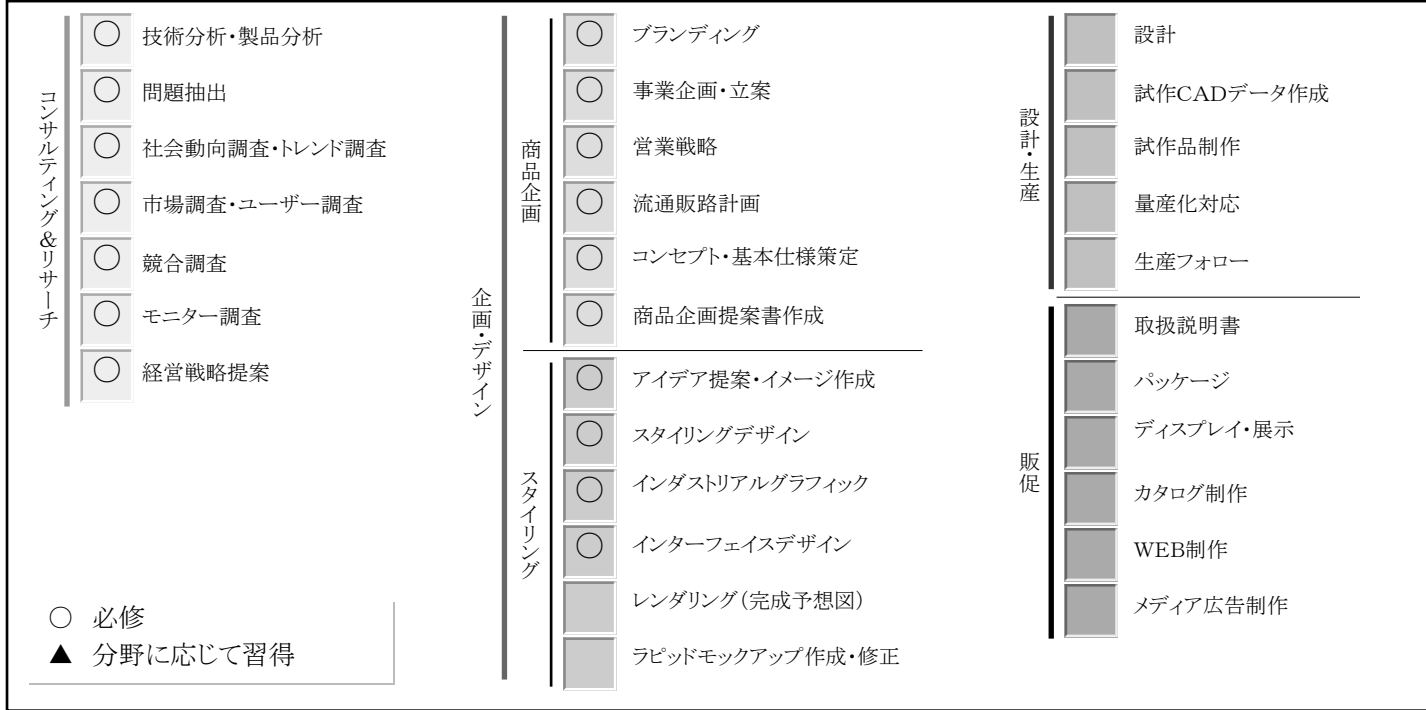 コンサルティング&リサーチ
○ 技術分析・製品分析
○ 問題抽出
○ 社会動向調査・トレンド調査
○ 市場調査・ユーザー調査
○ 競合調査
○ モニター調査
○ 経営戦略提案
企画・デザイン
商品企画
○ ブランディング
○ 事業企画・立案
○ 営業戦略
○ 流通販路計画
○ コンセプト・基本仕様策定
○ 商品企画提案書作成
スタイリング
○ アイデア提案・イメージ作成
○ スタイリングデザイン
○ インダストリアルグラフィック
○ インターフェイスデザイン
レンダリング(完成予想図)
ラピッドモックアップ作成・修正
設計・生産
設計
試作CADデータ作成
試作品制作
量産化対応
生産フォロー
販促
取扱説明書
パッケージ
ディスプレイ・展示
カタログ制作
WEB制作
メディア広告制作
○ 必修
▲ 分野に応じて習得